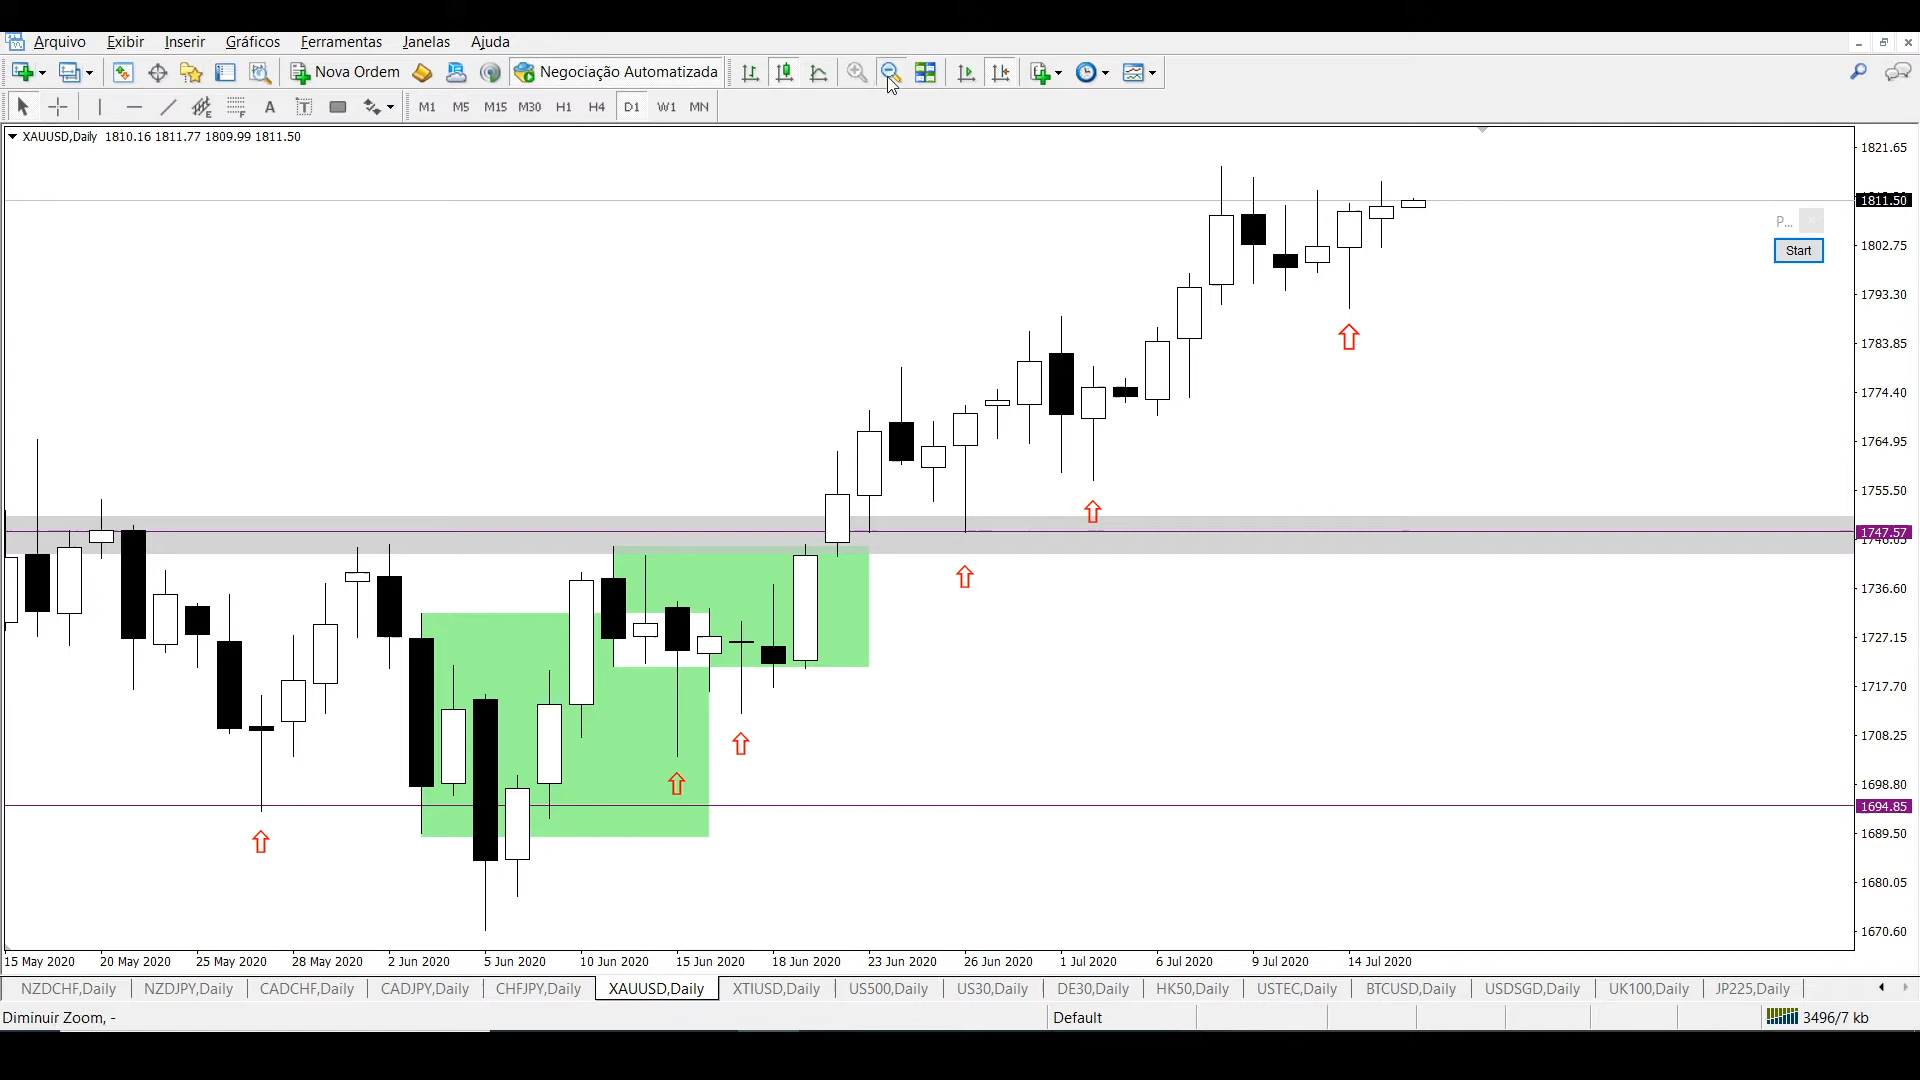 Arquivo Exibir Inserir Gráficos Ferramentas Janelas Ajuda
Nova Ordem Negociação Automatizada
A T M1 M5 M15 M30 H1 H4 D1 W1 MN
XAUUSD,Daily 1810.16 1811.77 1809.99 1811.50
1821.65
1811.50
P...
1802.75
Start
1793.30
1783.85
1774.40
1764.95
1755.50
1747.57
1736.60
1727.15
1717.70
1708.25
1698.80
1694.85
1689.50
1680.05
1670.60
15 May 2020 20 May 2020 25 May 2020 28 May 2020 2 Jun 2020 5 Jun 2020 10 Jun 2020 15 Jun 2020 18 Jun 2020 23 Jun 2020 26 Jun 2020 1 Jul 2020 6 Jul 2020 9 Jul 2020 14 Jul 2020
NZDCHF,Daily NZDJPY,Daily CADCHF,Daily CADJPY,Daily CHFJPY,Daily XAUUSD,Daily XTIUSD,Daily US500,Daily US30,Daily DE30,Daily HK50,Daily USTEC,Daily BTCUSD,Daily USDSGD,Daily UK100,Daily JP225,Daily
Diminuir Zoom, - Default 3496/7 kb